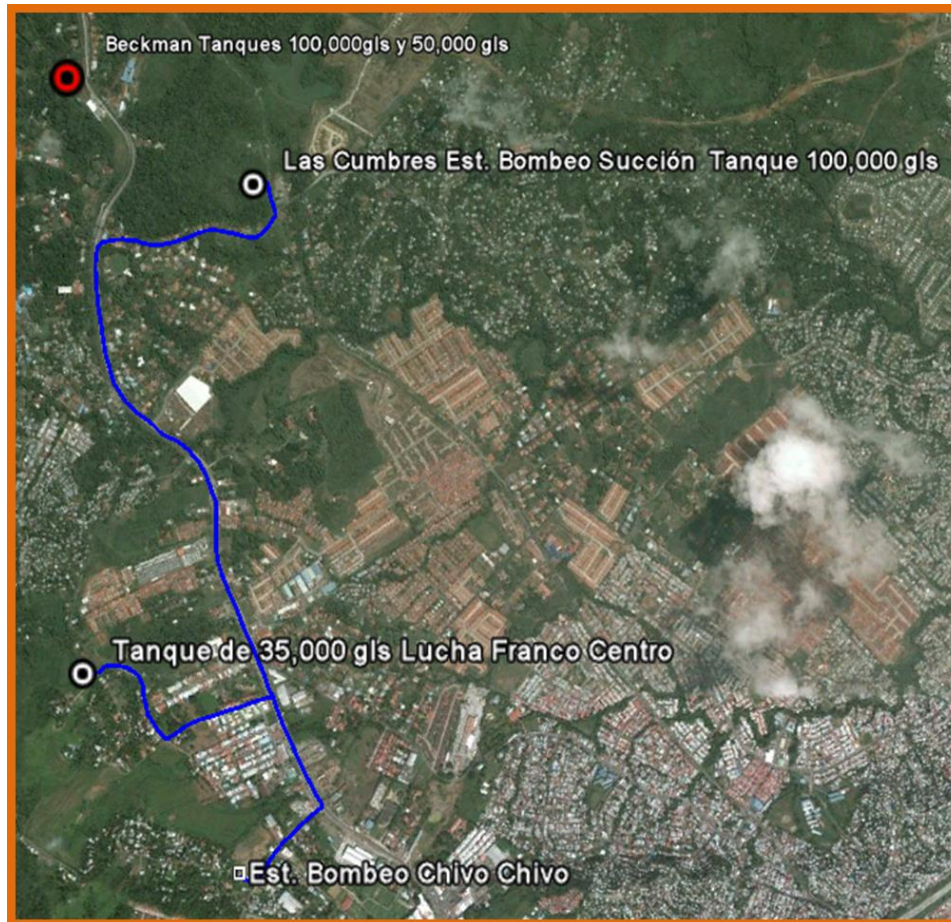 Beckman Tanques 100,000gls y 50,000 gls
Las Cumbres Est. Bombeo Succión Tanque 100,000 gls
Tanque de 35,000 gls Lucha Franco Centro
Est. Bombeo Chivo Chivo